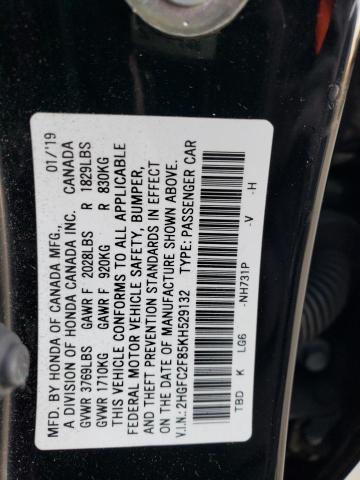 MFD. BY HONDA OF CANADA MFG., 01/'19
A DIVISION OF HONDA CANADA INC. CANADA
GVWR 3769LBS GAWR F 2028LBS R 1829LBS
GVWR 1710KG GAWR F 920KG R 830KG
THIS VEHICLE CONFORMS TO ALL APPLICABLE
FEDERAL MOTOR VEHICLE SAFETY, BUMPER,
AND THEFT PREVENTION STANDARDS IN EFFECT
ON THE DATE OF MANUFACTURE SHOWN ABOVE.
V.I.N.:2HGFC2F85KH529132 TYPE: PASSENGER CAR
TBD K LG6 -NH731P -V -H